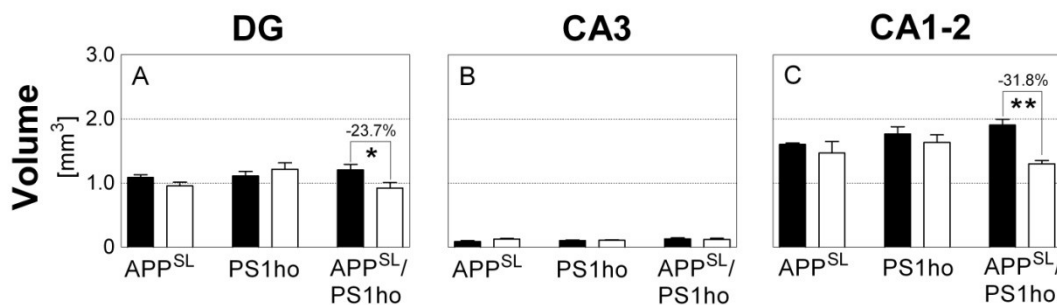 DG
CA3
CA1-2
Volume
[mm³]
3.0
2.0
1.0
0
A
-23.7%
*
B
C
-31.8%
**
APPˢᴸ
PS1ho
APPˢᴸ/
PS1ho
APPˢᴸ
PS1ho
APPˢᴸ/
PS1ho
APPˢᴸ
PS1ho
APPˢᴸ/
PS1ho